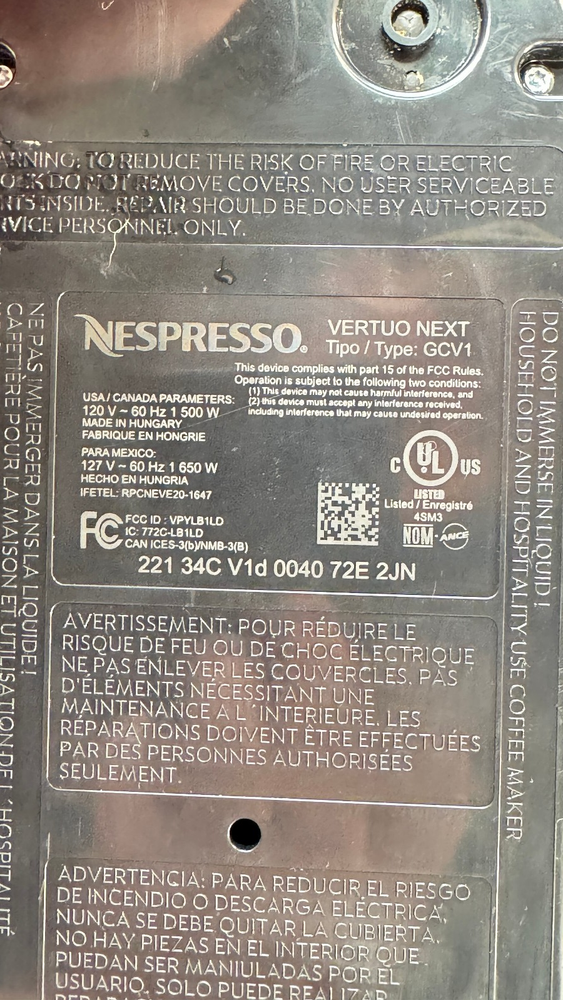 TO REDUCE THE RISK OF FIRE OR ELECTRIC
DO NOT REMOVE COVERS. NO USER SERVICEABLE
INSIDE. REPAIR SHOULD BE DONE BY AUTHORIZED
PERSONNEL ONLY.
NE PAS IMMERGER DANS LA LIQUIDE !
CAFETIÈRE POUR LA MAISON ET UTILISATION DE L'HOSPITALITÉ
NESPRESSO®
VERTUO NEXT
Tipo / Type: GCV1
This device complies with part 15 of the FCC Rules.
Operation is subject to the following two conditions:
(1) This device may not cause harmful interference, and
(2) this device must accept any interference received,
including interference that may cause undesired operation.
USA / CANADA PARAMETERS:
120 V ~ 60 Hz 1 500 W
MADE IN HUNGARY
FABRIQUE EN HONGRIE
PARA MEXICO:
127 V ~ 60 Hz 1 650 W
HECHO EN HUNGRIA
IFETEL: RPCNEVE20-1647
C UL US
LISTED
Listed / Enregistré
4SM3
NOM-ANCE
FC FCC ID : VPYLB1LD
IC: 772C-LB1LD
CAN ICES-3(b)/NMB-3(B)
221 34C V1d 0040 72E 2JN
DO NOT IMMERSE IN LIQUID !
HOUSEHOLD AND HOSPITALITY USE COFFEE MAKER
AVERTISSEMENT: POUR RÉDUIRE LE
RISQUE DE FEU OU DE CHOC ÉLECTRIQUE
NE PAS ENLEVER LES COUVERCLES. PAS
D'ÉLÉMENTS NÉCESSITANT UNE
MAINTENANCE A L'INTERIEURE. LES
RÉPARATIONS DOIVENT ÊTRE EFFECTUÉES
PAR DES PERSONNES AUTHORISÉES
SEULEMENT.
ADVERTENCIA: PARA REDUCIR EL RIESGO
DE INCENDIO O DESCARGA ELÉCTRICA,
NUNCA SE DEBE QUITAR LA CUBIERTA.
NO HAY PIEZAS EN EL INTERIOR QUE
PUEDAN SER MANIULADAS POR EL
USUARIO. SOLO PUEDE REALIZAR